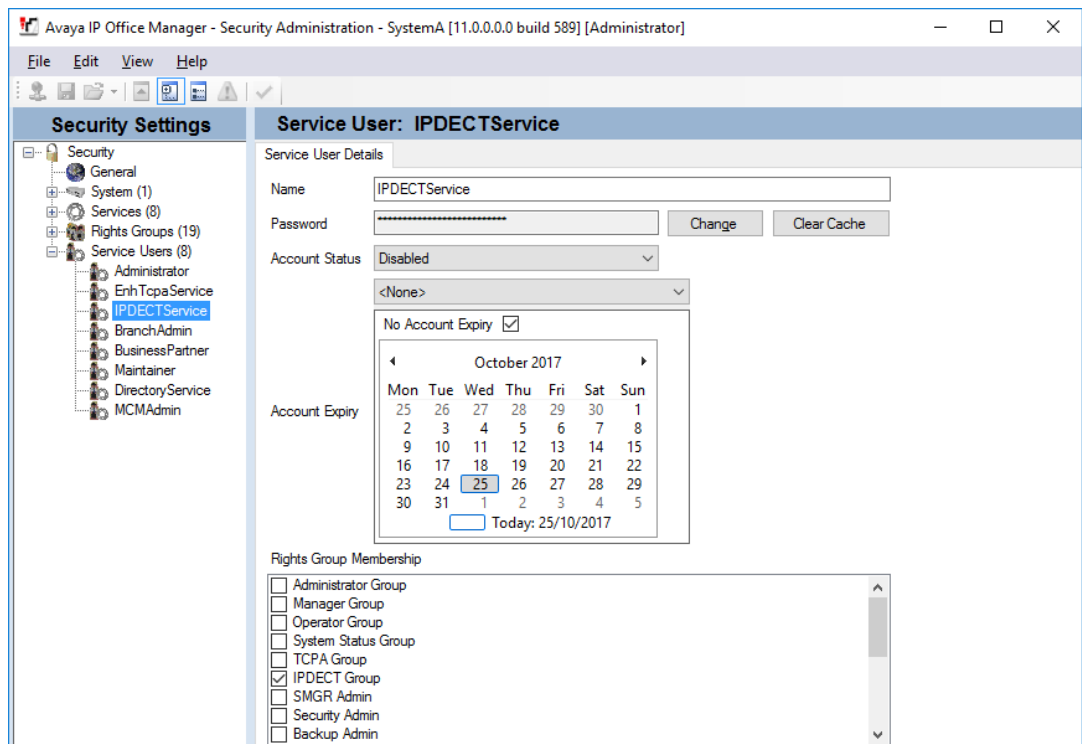 Avaya IP Office Manager - Security Administration - SystemA [11.0.0.0.0 build 589] [Administrator]
File Edit View Help
Security Settings
Security
General
System (1)
Services (8)
Rights Groups (19)
Service Users (8)
Administrator
EnhTcpaService
IPDECTService
BranchAdmin
BusinessPartner
Maintainer
DirectoryService
MCMAdmin
Service User: IPDECTService
Service User Details
Name IPDECTService
Password *************************** Change Clear Cache
Account Status Disabled
<None>
No Account Expiry
Account Expiry
October 2017
Mon Tue Wed Thu Fri Sat Sun
25 26 27 28 29 30 1
2 3 4 5 6 7 8
9 10 11 12 13 14 15
16 17 18 19 20 21 22
23 24 25 26 27 28 29
30 31 1 2 3 4 5
Today: 25/10/2017
Rights Group Membership
Administrator Group
Manager Group
Operator Group
System Status Group
TCPA Group
IPDECT Group
SMGR Admin
Security Admin
Backup Admin